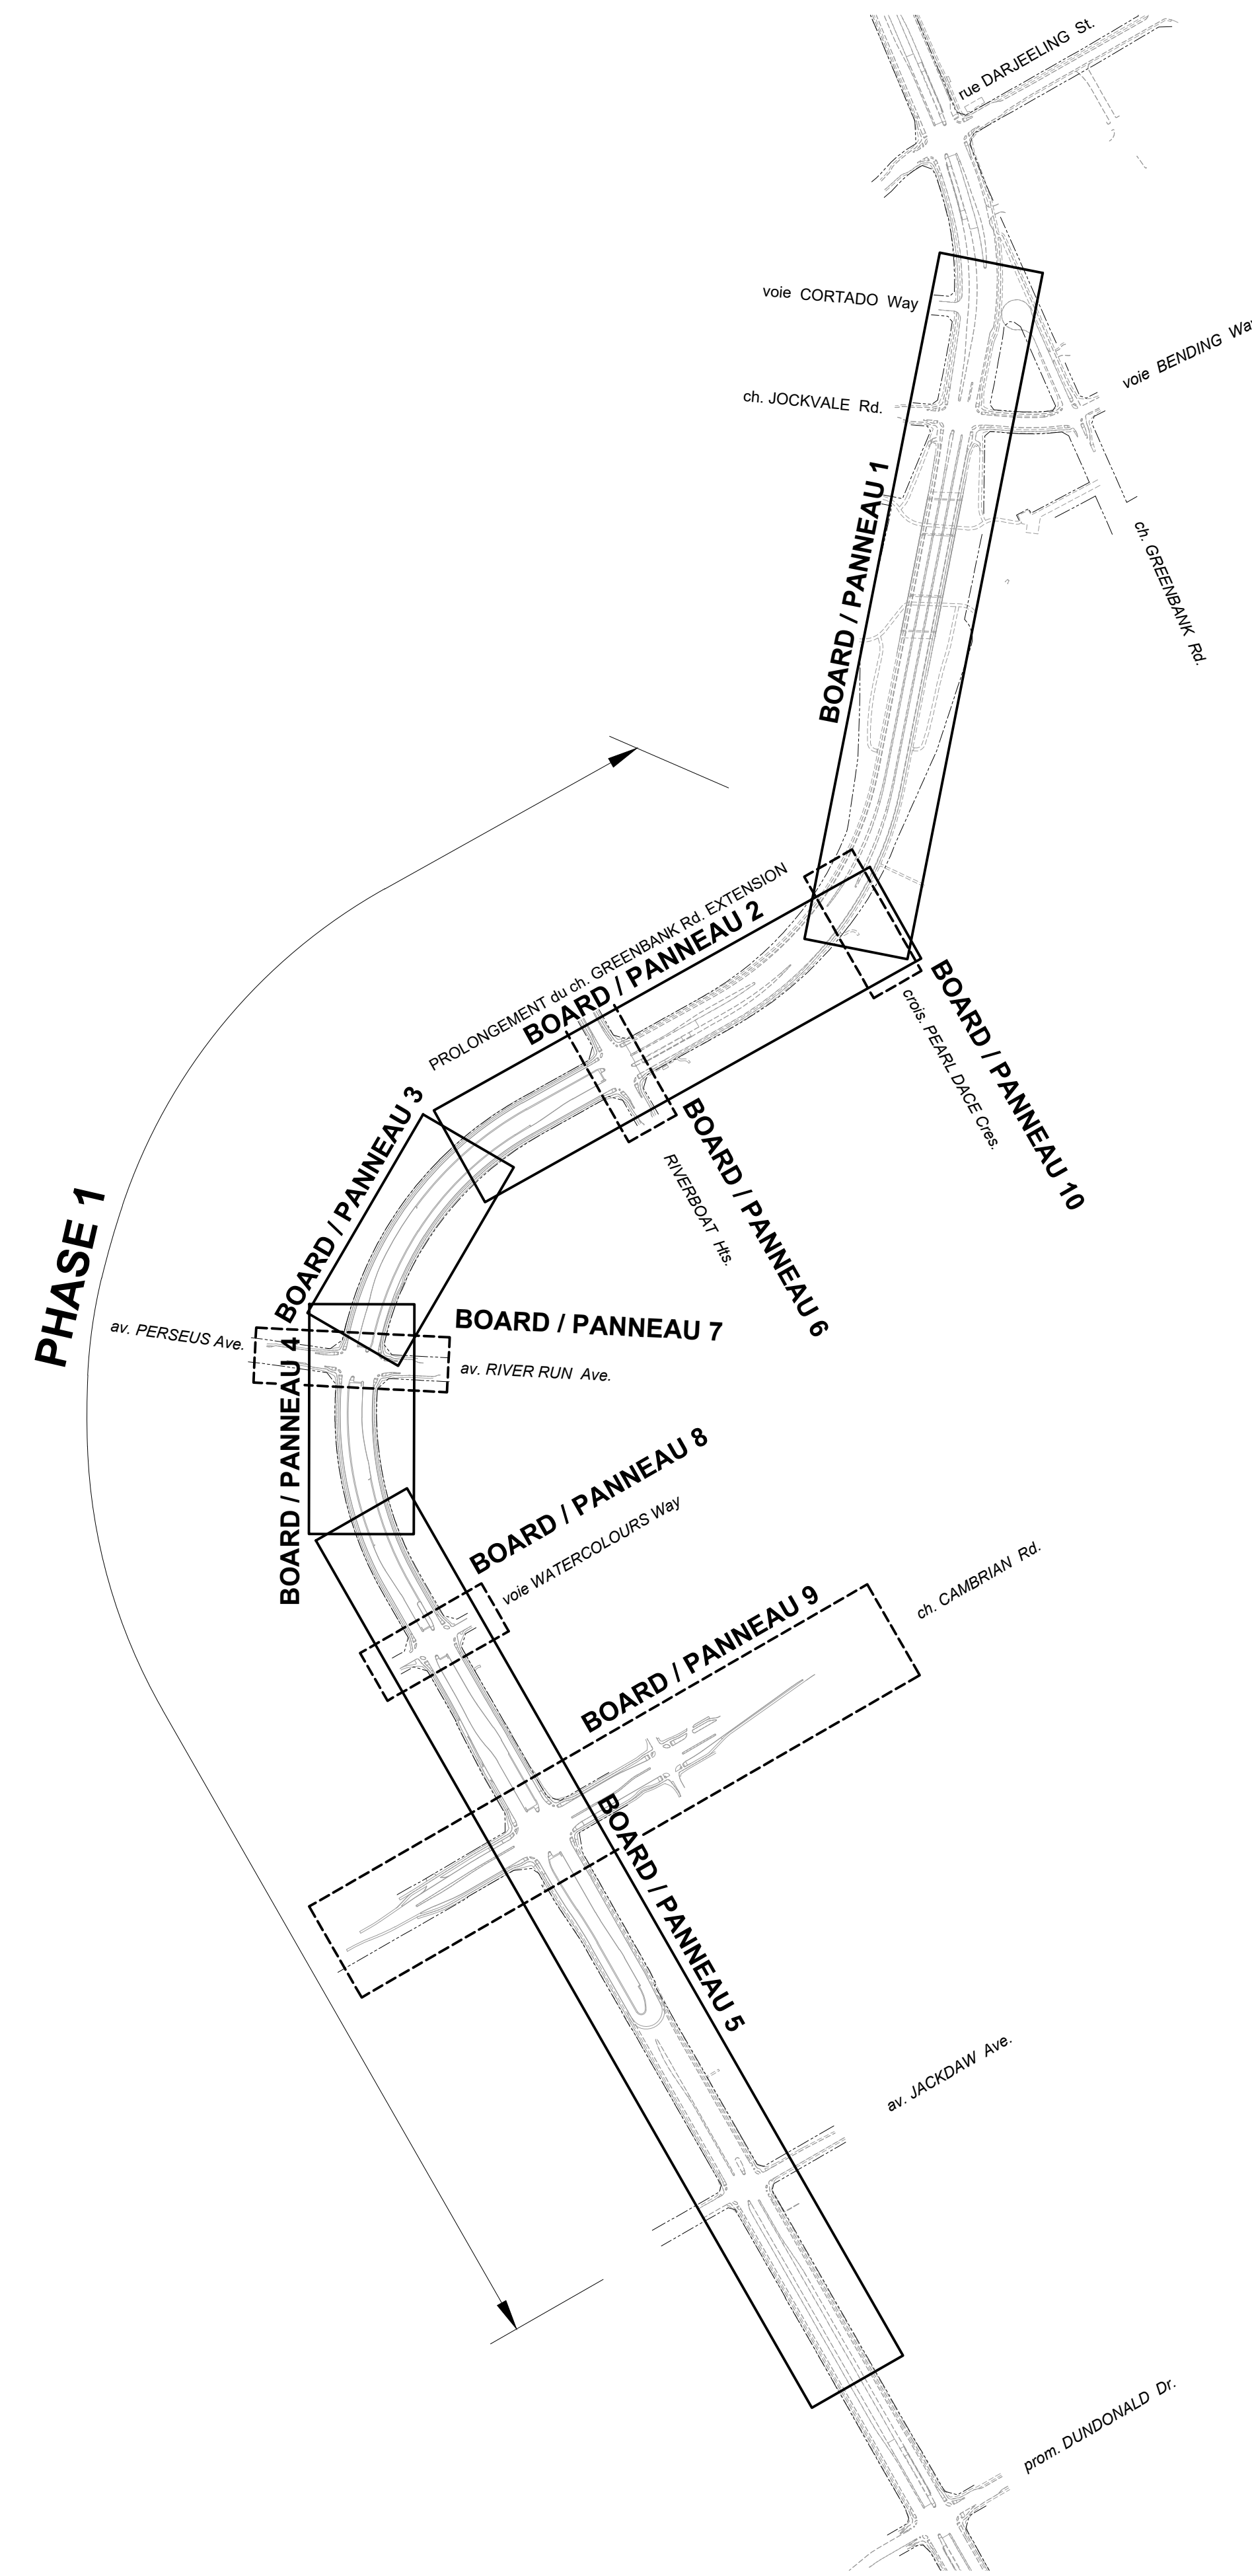 rue DARJEELING St.
voie CORTADO Way
voie BENDING Way
ch. JOCKVALE Rd.
BOARD / PANNEAU 1
ch. GREENBANK Rd.
PROLONGEMENT du ch. GREENBANK Rd. EXTENSION
BOARD / PANNEAU 2
BOARD / PANNEAU 10
crois. PEARL DACE Cres.
BOARD / PANNEAU 3
BOARD / PANNEAU 6
RIVERBOAT Hts.
PHASE 1
av. PERSEUS Ave.
BOARD / PANNEAU 7
av. RIVER RUN Ave.
BOARD / PANNEAU 4
BOARD / PANNEAU 8
voie WATERCOLOURS Way
BOARD / PANNEAU 9
ch. CAMBRIAN Rd.
BOARD / PANNEAU 5
av. JACKDAW Ave.
prom. DUNDONALD Dr.